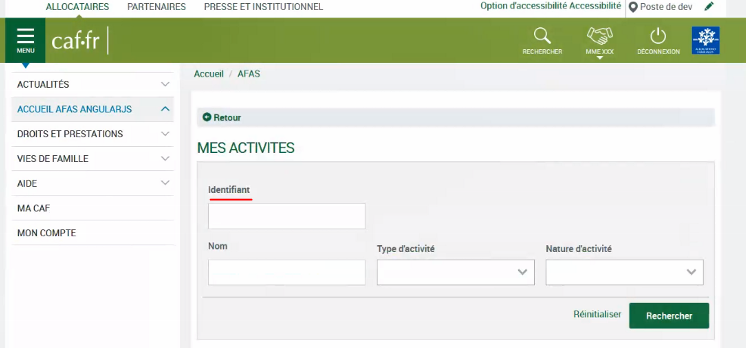 ALLOCATAIRES PARTENAIRES PRESSE ET INSTITUTIONNEL Option d'accessibilité Accessibilité Poste de dev
MENU caf·fr RECHERCHER MME XXX DÉCONNEXION
Accueil / AFAS
ACTUALITÉS
ACCUEIL AFAS ANGULARJS
DROITS ET PRESTATIONS
VIES DE FAMILLE
AIDE
MA CAF
MON COMPTE
Retour
MES ACTIVITES
Identifiant
Nom Type d'activité Nature d'activité
Réinitialiser Rechercher